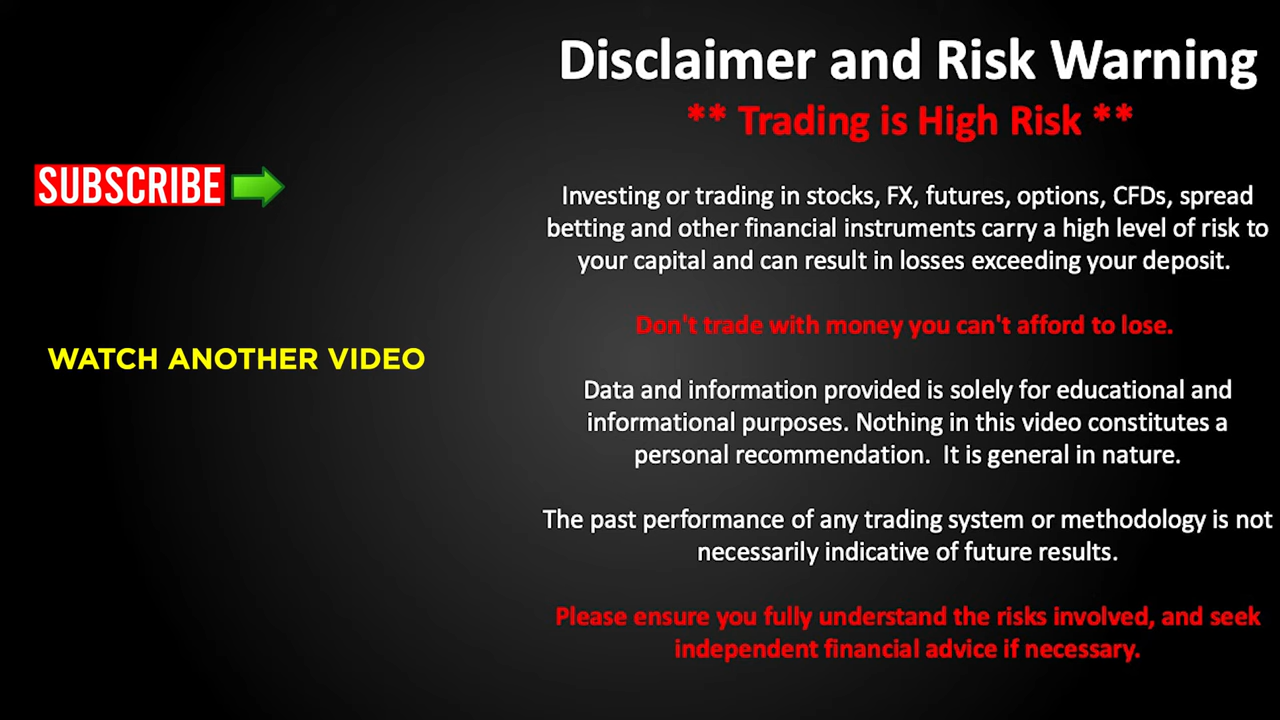 Disclaimer and Risk Warning
** Trading is High Risk **
SUBSCRIBE
Investing or trading in stocks, FX, futures, options, CFDs, spread
betting and other financial instruments carry a high level of risk to
your capital and can result in losses exceeding your deposit.
Don't trade with money you can't afford to lose.
WATCH ANOTHER VIDEO
Data and information provided is solely for educational and
informational purposes. Nothing in this video constitutes a
personal recommendation.  It is general in nature.
The past performance of any trading system or methodology is not
necessarily indicative of future results.
Please ensure you fully understand the risks involved, and seek
independent financial advice if necessary.